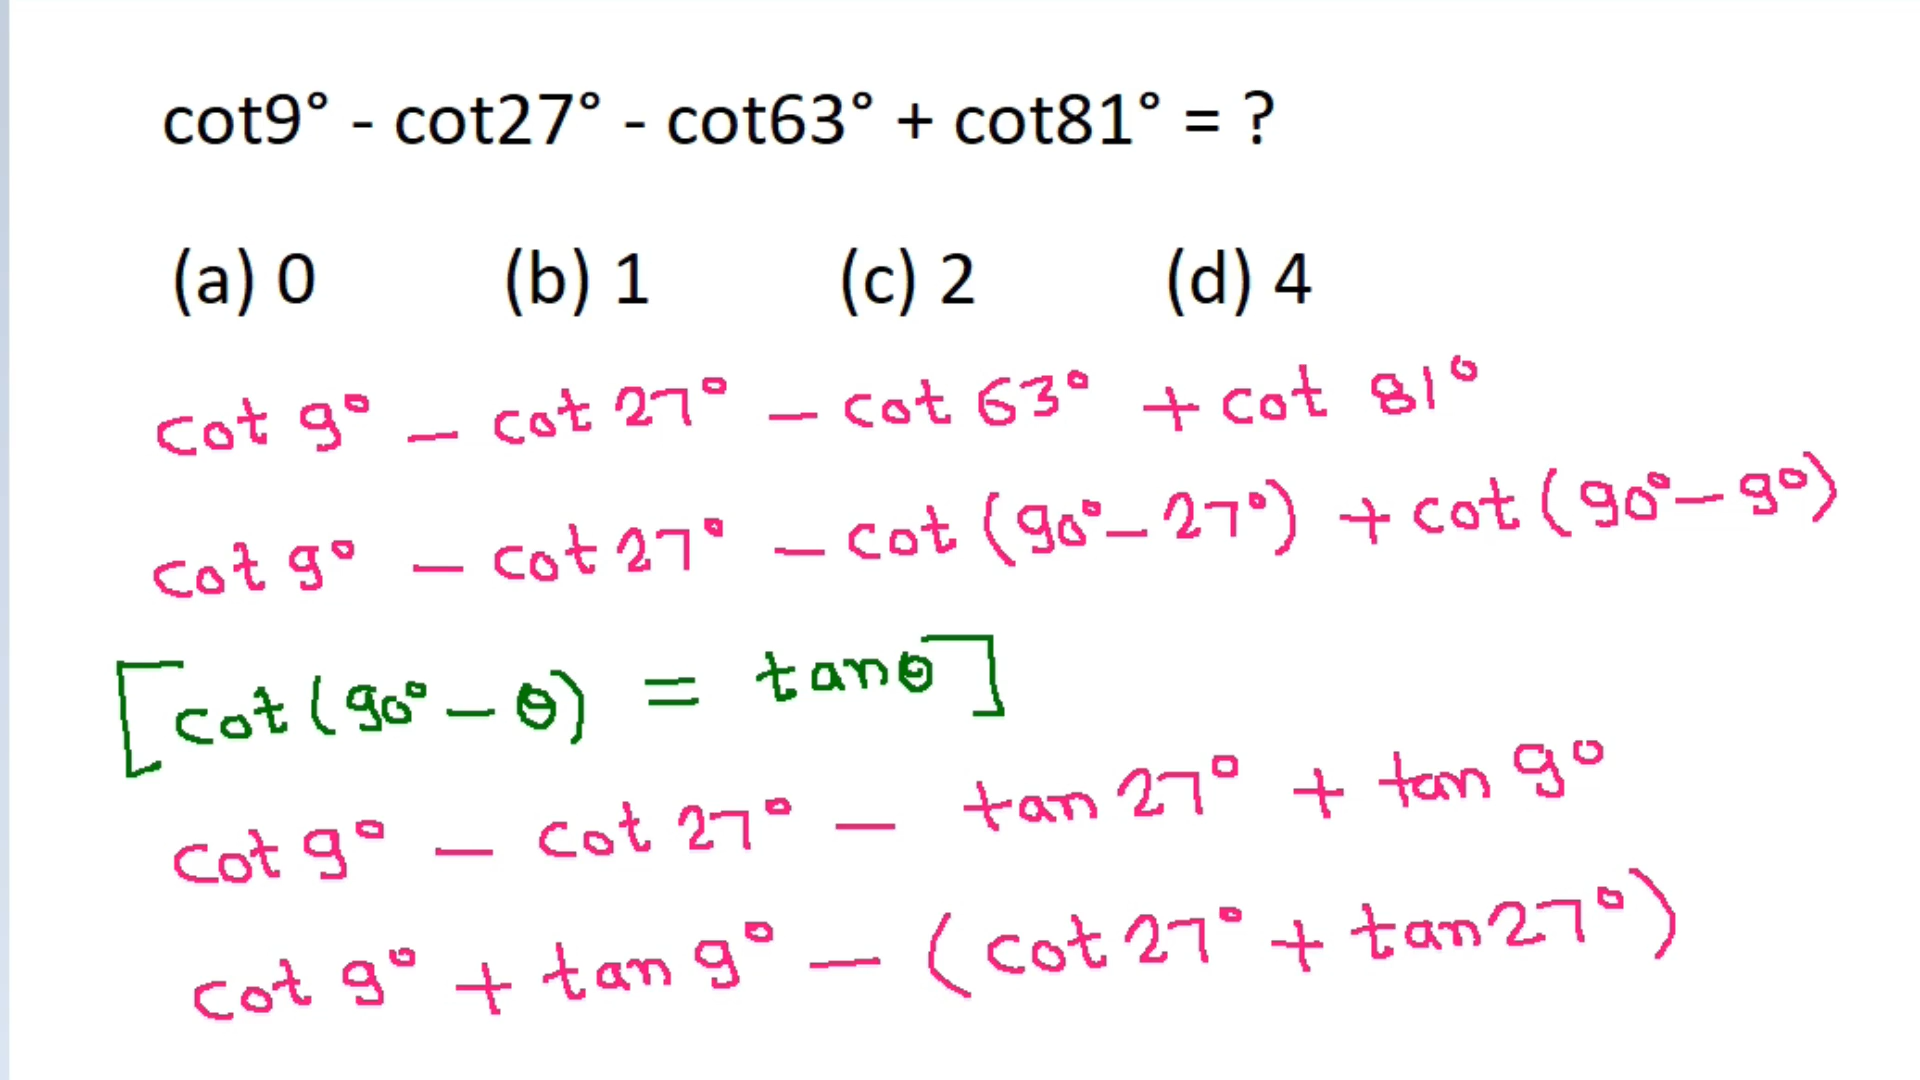 cot9° - cot27° - cot63° + cot81° = ?
(a) 0 (b) 1 (c) 2 (d) 4
cot 9° - cot 27° - cot 63° + cot 81°
cot 9° - cot 27° - cot (90° - 27°) + cot (90° - 9°)
[cot (90° - θ) = tanθ]
cot 9° - cot 27° - tan 27° + tan 9°
cot 9° + tan 9° - (cot 27° + tan 27°)